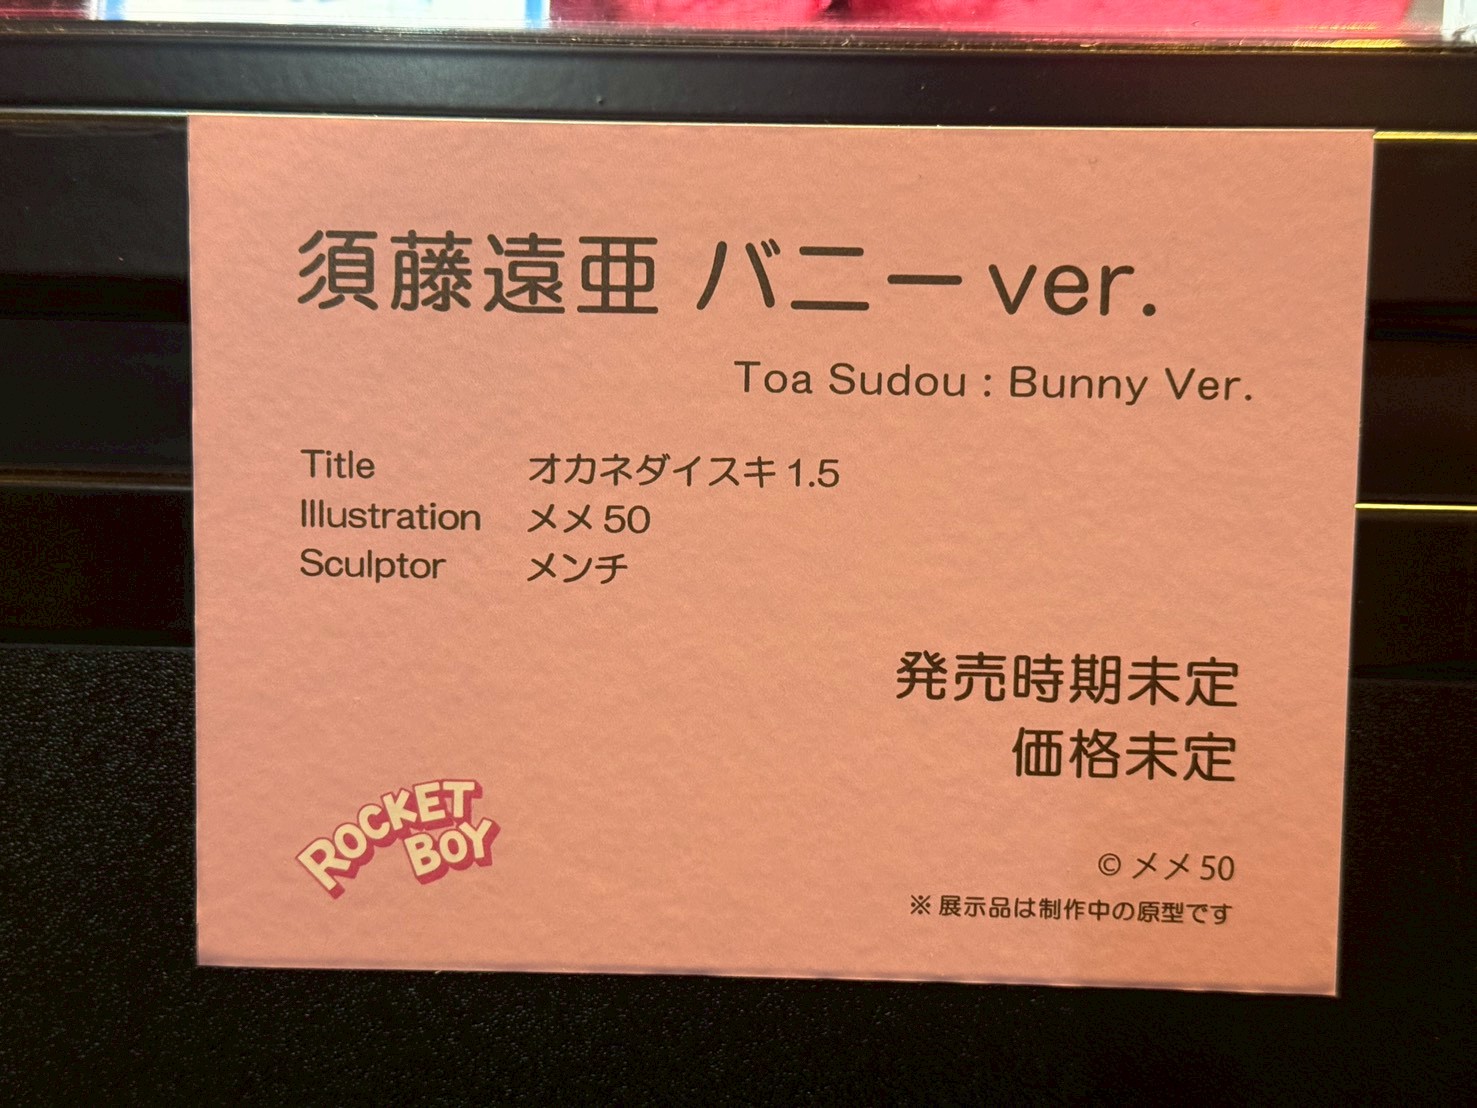 須藤遠亜 バニーver.
Toa Sudou : Bunny Ver.
Title オカネダイスキ1.5
Illustration メメ50
Sculptor メンチ
発売時期未定
価格未定
ROCKET
BOY
© メメ50
※展示品は制作中の原型です